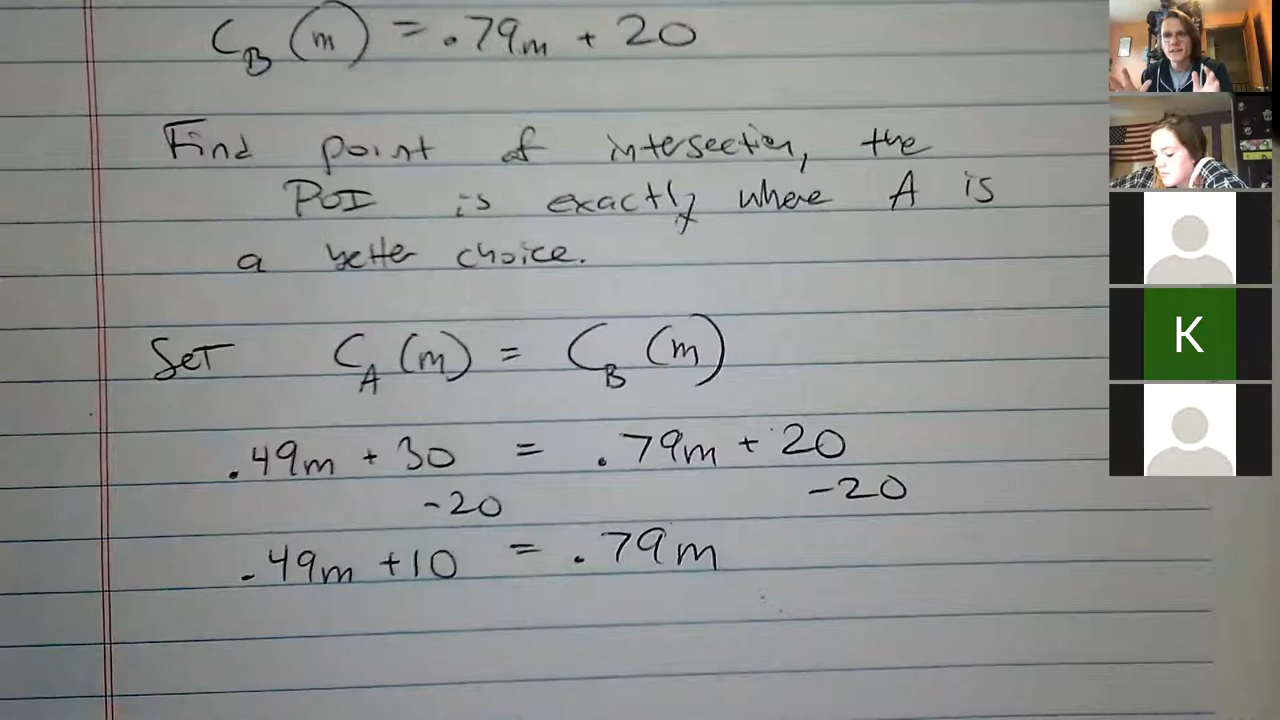 C_B (m) = .79m + 20
Find point of intersection, the
POI is exactly where A is
a better choice.
Set C_A (m) = C_B (m)
.49m + 30 = .79m + 20
-20 -20
.49m + 10 = .79m
K